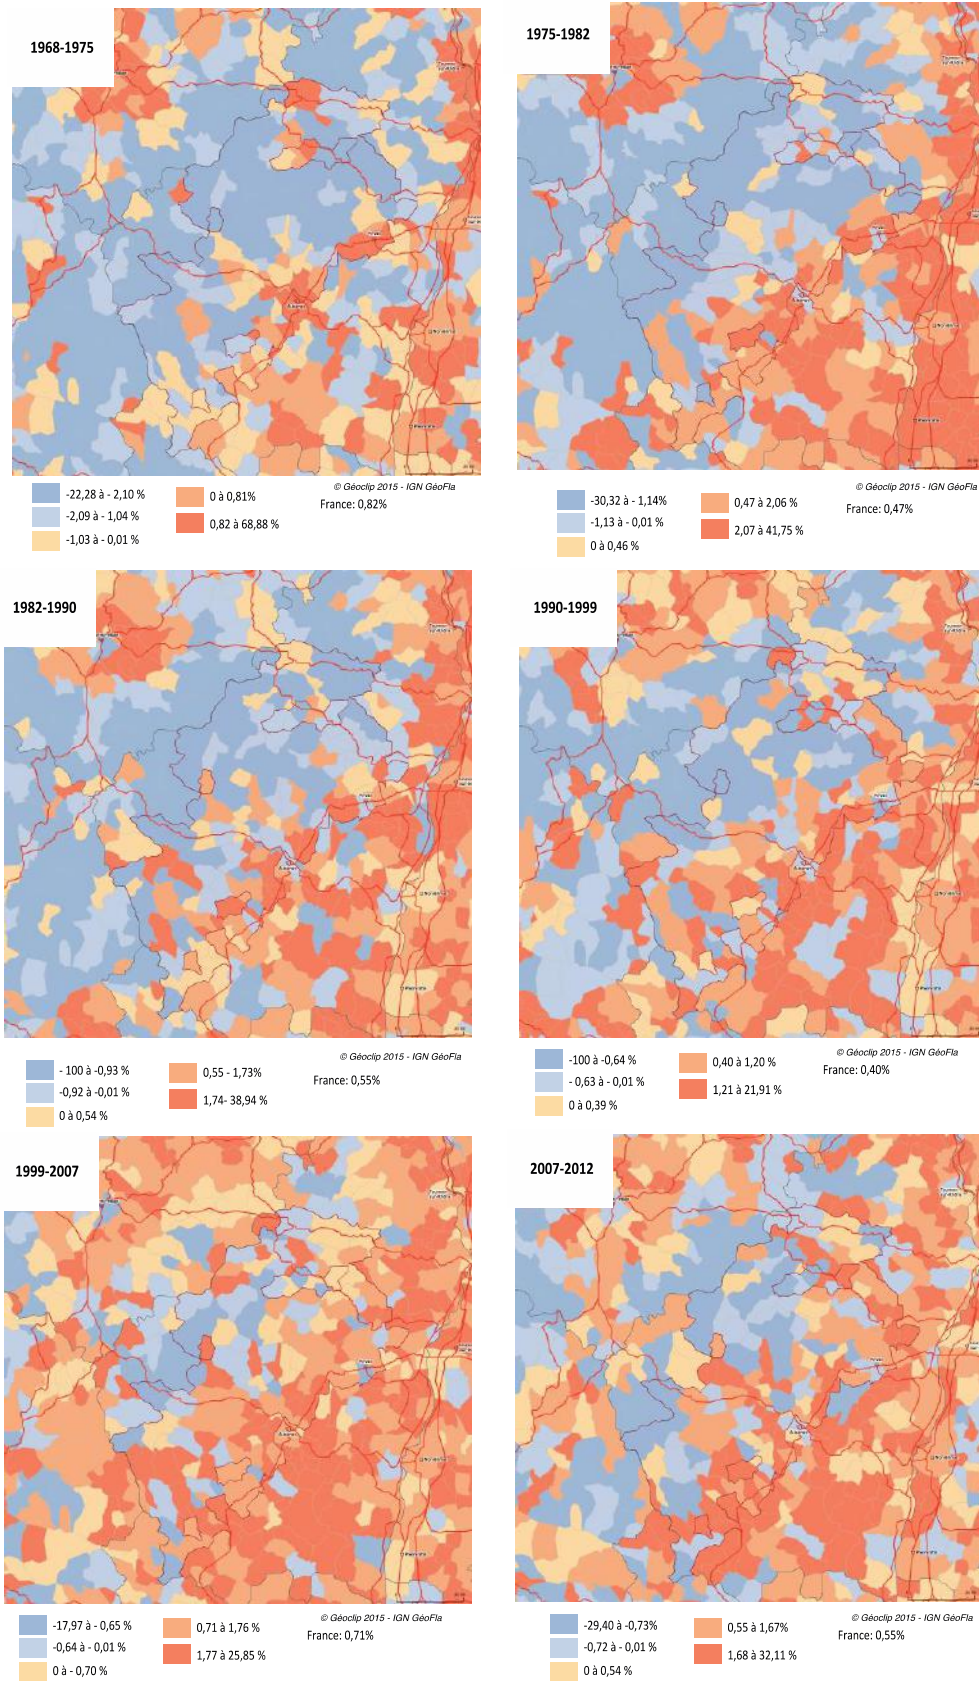 1968-1975
1975-1982
-22,28 à - 2,10 %
-2,09 à - 1,04 %
-1,03 à - 0,01 %
0 à 0,81%
0,82 à 68,88 %
© Géoclip 2015 - IGN GéoFla
France: 0,82%
-30,32 à - 1,14%
-1,13 à - 0,01 %
0 à 0,46 %
0,47 à 2,06 %
2,07 à 41,75 %
© Géoclip 2015 - IGN GéoFla
France: 0,47%
1982-1990
1990-1999
- 100 à -0,93 %
-0,92 à -0,01 %
0 à 0,54 %
0,55 - 1,73%
1,74- 38,94 %
© Géoclip 2015 - IGN GéoFla
France: 0,55%
-100 à -0,64 %
- 0,63 à - 0,01 %
0 à 0,39 %
0,40 à 1,20 %
1,21 à 21,91 %
© Géoclip 2015 - IGN GéoFla
France: 0,40%
1999-2007
2007-2012
-17,97 à - 0,65 %
-0,64 à - 0,01 %
0 à - 0,70 %
0,71 à 1,76 %
1,77 à 25,85 %
© Géoclip 2015 - IGN GéoFla
France: 0,71%
-29,40 à -0,73%
-0,72 à - 0,01 %
0 à 0,54 %
0,55 à 1,67%
1,68 à 32,11 %
© Géoclip 2015 - IGN GéoFla
France: 0,55%